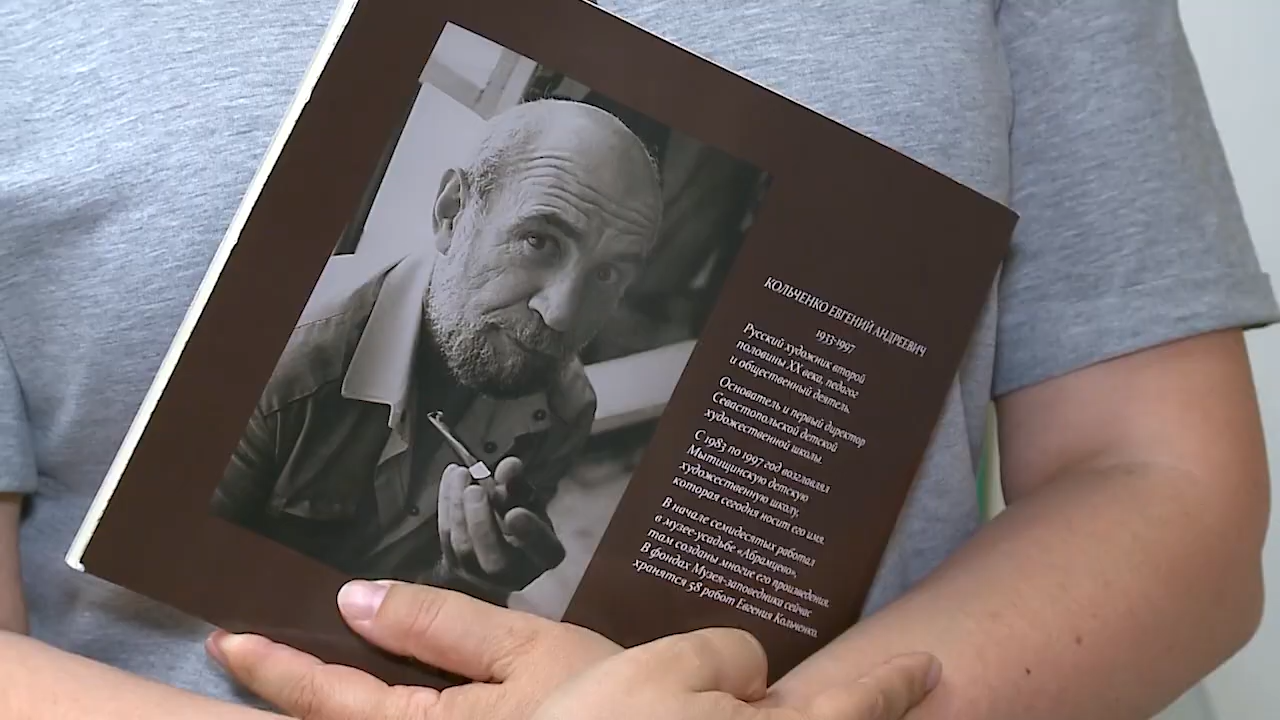 КОЛЬЧЕНКО ЕВГЕНИЙ АНДРЕЕВИЧ
1933-1997
Русский художник второй
половины XX века, педагог
и общественный деятель.
Основатель и первый директор
Севастопольской детской
художественной школы.
С 1983 по 1997 год возглавлял
Мытищинскую детскую
художественную школу,
которая сегодня носит его имя.
В начале семидесятых работал
в музее-усадьбе «Абрамцево»,
там созданы многие его произведения.
В фондах Музея-заповедника сейчас
хранятся 58 работ Евгения Кольченко.